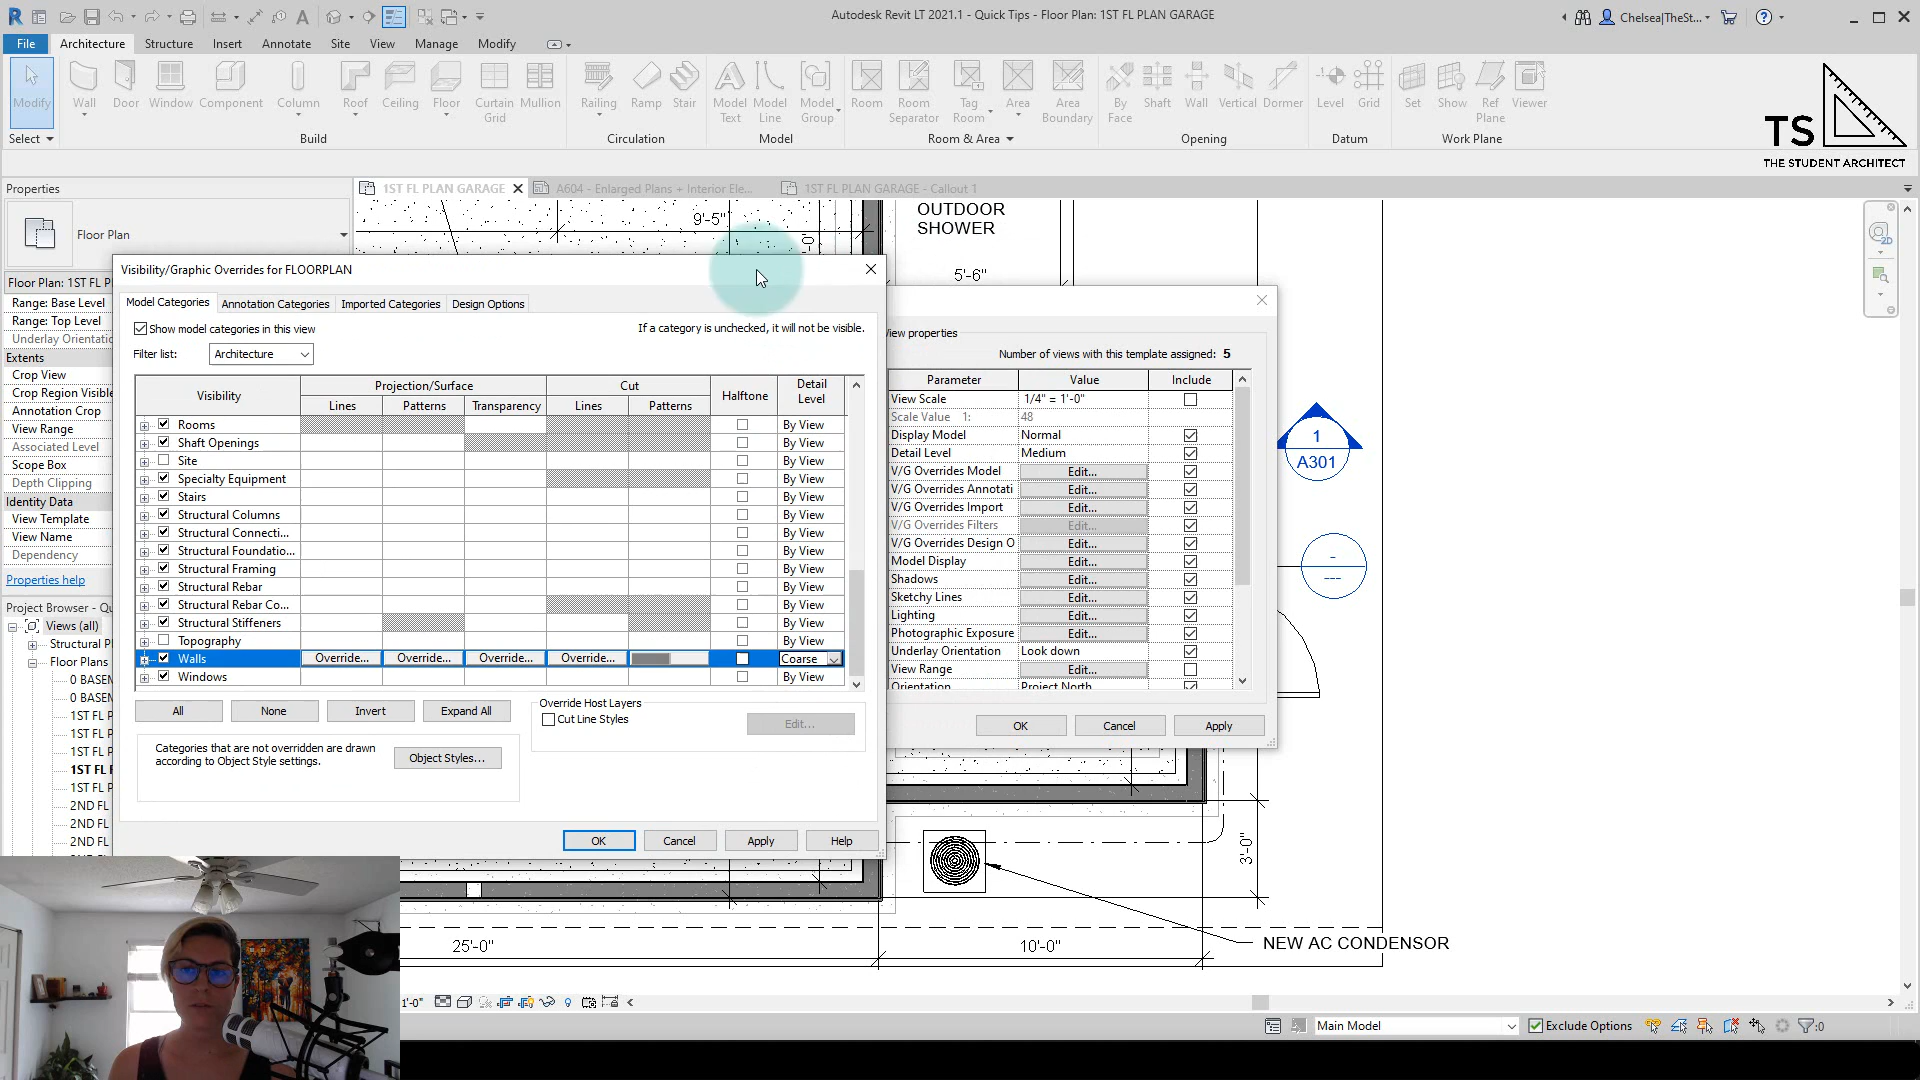 Autodesk Revit LT 2021.1 - Quick Tips - Floor Plan: 1ST FL PLAN GARAGE
Chelsea|TheSt...
File Architecture Structure Insert Annotate Site View Manage Modify
Modify Wall Door Window Component Column Roof Ceiling Floor Curtain Grid Mullion Railing Ramp Stair Model Text Model Line Model Group Room Room Separator Tag Room Area Area Boundary By Face Shaft Wall Vertical Dormer Level Grid Set Show Ref Plane Viewer
Select Build Circulation Model Room & Area Opening Datum Work Plane
TS
THE STUDENT ARCHITECT
Properties
1ST FL PLAN GARAGE A604 - Enlarged Plans + Interior Ele... 1ST FL PLAN GARAGE - Callout 1
Floor Plan
Floor Plan: 1ST FL P
Range: Base Level
Range: Top Level
Underlay Orientatio
Extents
Crop View
Crop Region Visible
Annotation Crop
View Range
Associated Level
Scope Box
Depth Clipping
Identity Data
View Template
View Name
Dependency
Properties help
Project Browser - Qu
Views (all)
Structural Pl
Floor Plans
0 BASEM
0 BASEM
1ST FL P
1ST FL P
1ST FL P
1ST FL P
1ST FL P
2ND FL
2ND FL
2ND FL
9'-5"
OUTDOOR
SHOWER
5'-6"
Visibility/Graphic Overrides for FLOORPLAN
Model Categories Annotation Categories Imported Categories Design Options
Show model categories in this view
If a category is unchecked, it will not be visible.
Filter list: Architecture
Visibility Projection/Surface Cut Halftone Detail Level
Lines Patterns Transparency Lines Patterns
Rooms By View
Shaft Openings By View
Site By View
Specialty Equipment By View
Stairs By View
Structural Columns By View
Structural Connecti... By View
Structural Foundatio... By View
Structural Framing By View
Structural Rebar By View
Structural Rebar Co... By View
Structural Stiffeners By View
Topography By View
Walls Override... Override... Override... Override... Coarse
Windows By View
All None Invert Expand All
Override Host Layers
Cut Line Styles
Edit...
Categories that are not overridden are drawn
according to Object Style settings.
Object Styles...
OK Cancel Apply Help
View properties
Number of views with this template assigned: 5
Parameter Value Include
View Scale 1/4" = 1'-0"
Scale Value 1: 48
Display Model Normal
Detail Level Medium
V/G Overrides Model Edit...
V/G Overrides Annotati Edit...
V/G Overrides Import Edit...
V/G Overrides Filters Edit...
V/G Overrides Design O Edit...
Model Display Edit...
Shadows Edit...
Sketchy Lines Edit...
Lighting Edit...
Photographic Exposure Edit...
Underlay Orientation Look down
View Range Edit...
Orientation Project North
OK Cancel Apply
1
A301
-
---
3'-0"
25'-0"
10'-0"
NEW AC CONDENSOR
1'-0"
Main Model
Exclude Options
:0